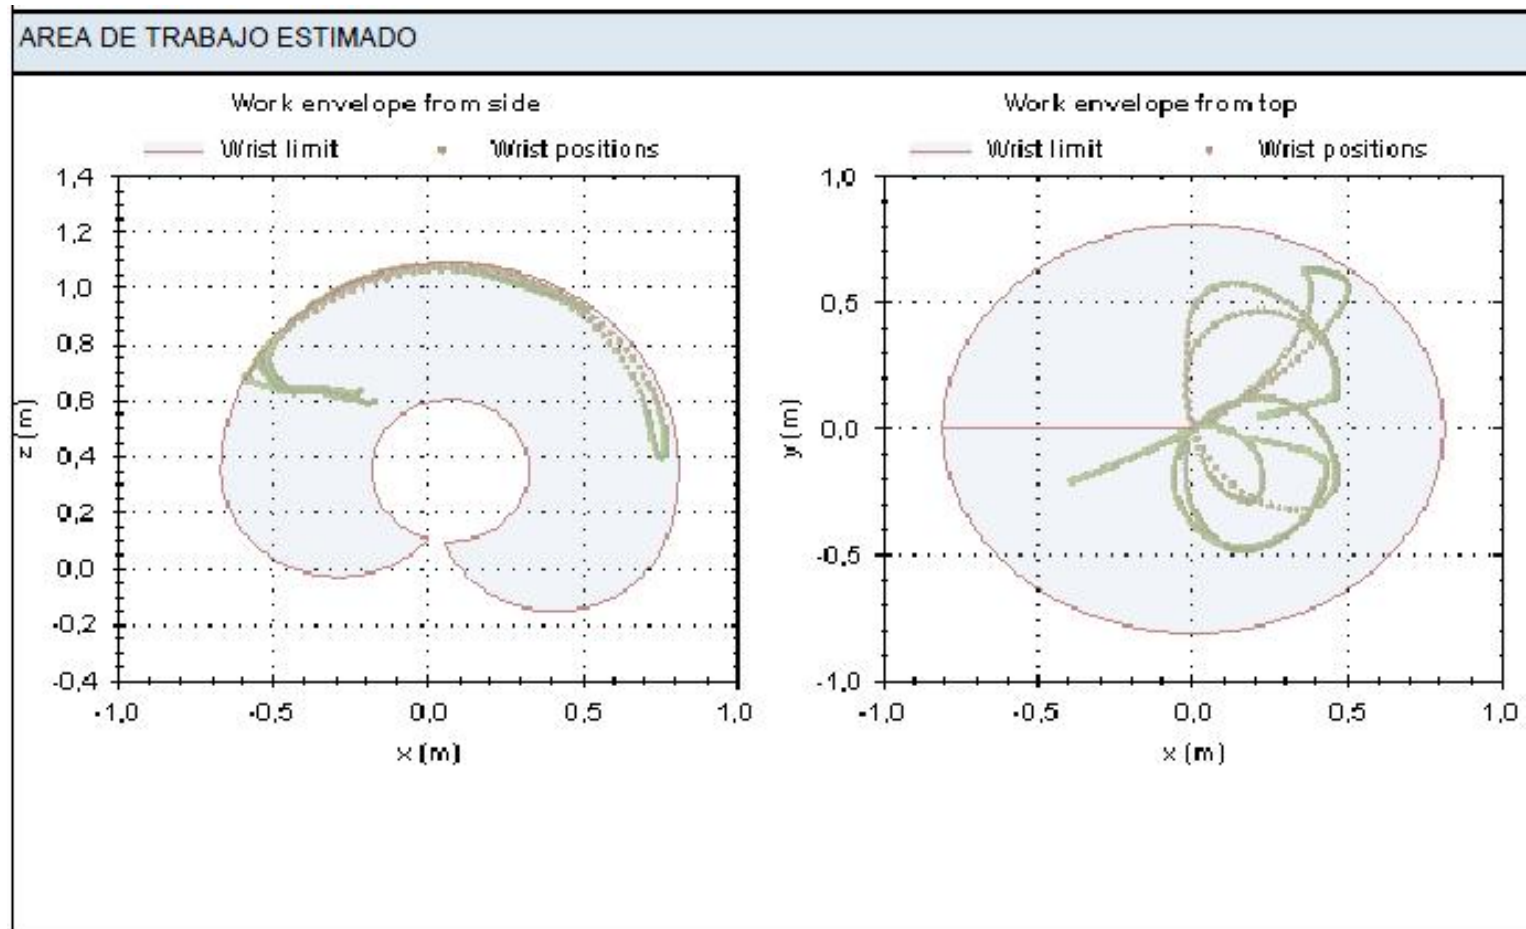 AREA DE TRABAJO ESTIMADO
Work envelope from side
Wrist limit Wrist positions
1,4
1,2
1,0
0,8
0,6
0,4
0,2
0,0
-0,2
-0,4
z (m)
-1,0 -0,5 0,0 0,5 1,0
x (m)
Work envelope from top
Wrist limit Wrist positions
1,0
0,5
0,0
-0,5
-1,0
y (m)
-1,0 -0,5 0,0 0,5 1,0
x (m)